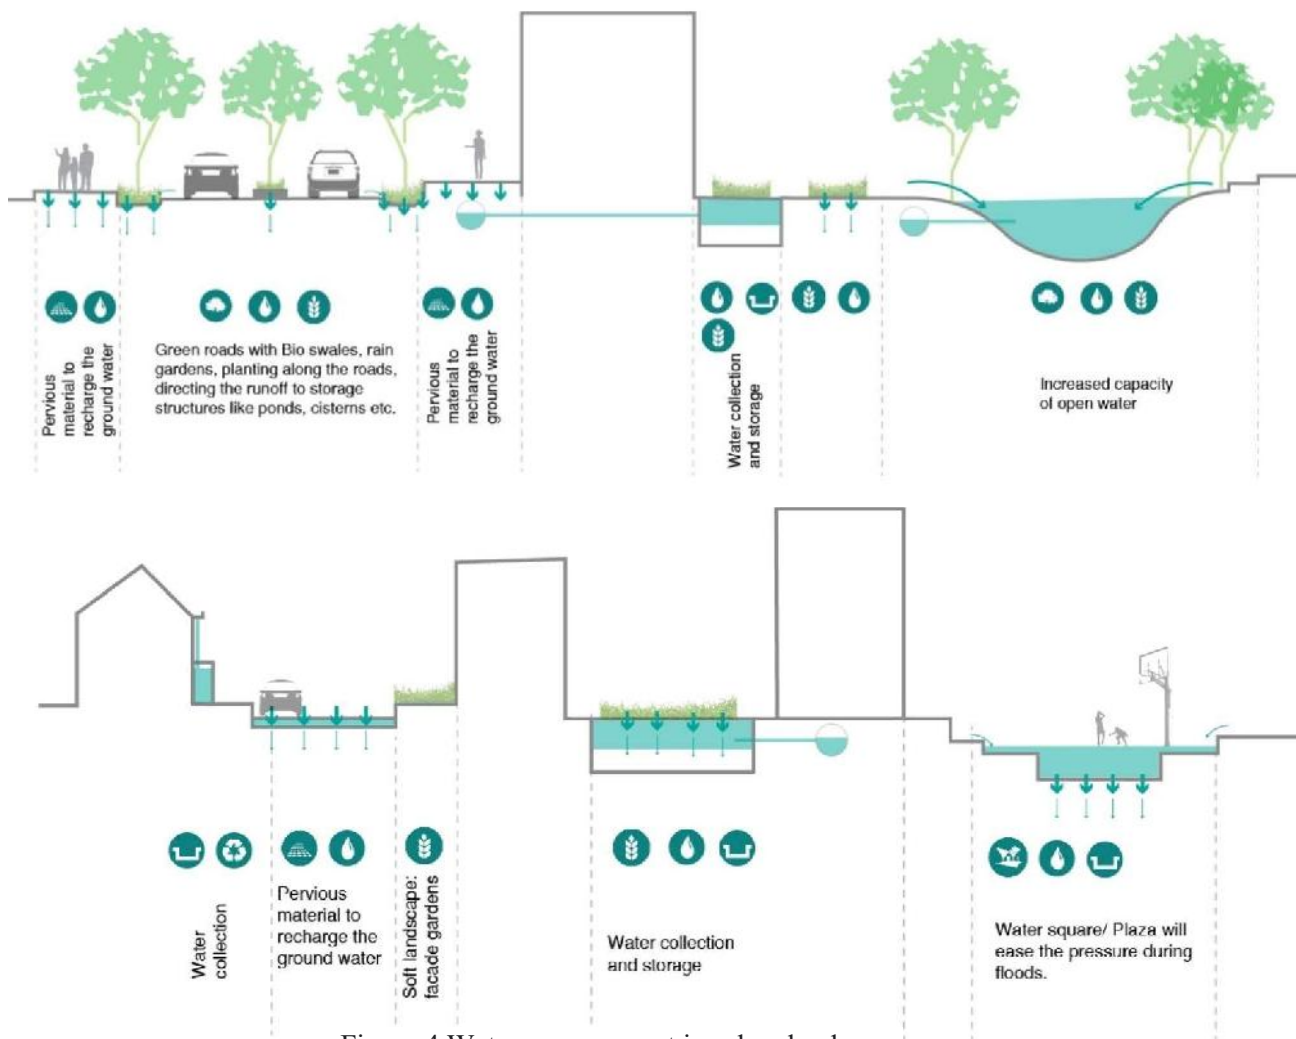 Pervious
material to
recharge the
ground water
Green roads with Bio swales, rain
gardens, planting along the roads,
directing the runoff to storage
structures like ponds, cisterns etc.
Pervious
material to
recharge the
ground water
Water collection
and storage
Increased capacity
of open water
Water
collection
Pervious
material to
recharge the
ground water
Soft landscape:
facade gardens
Water collection
and storage
Water square/ Plaza will
ease the pressure during
floods.